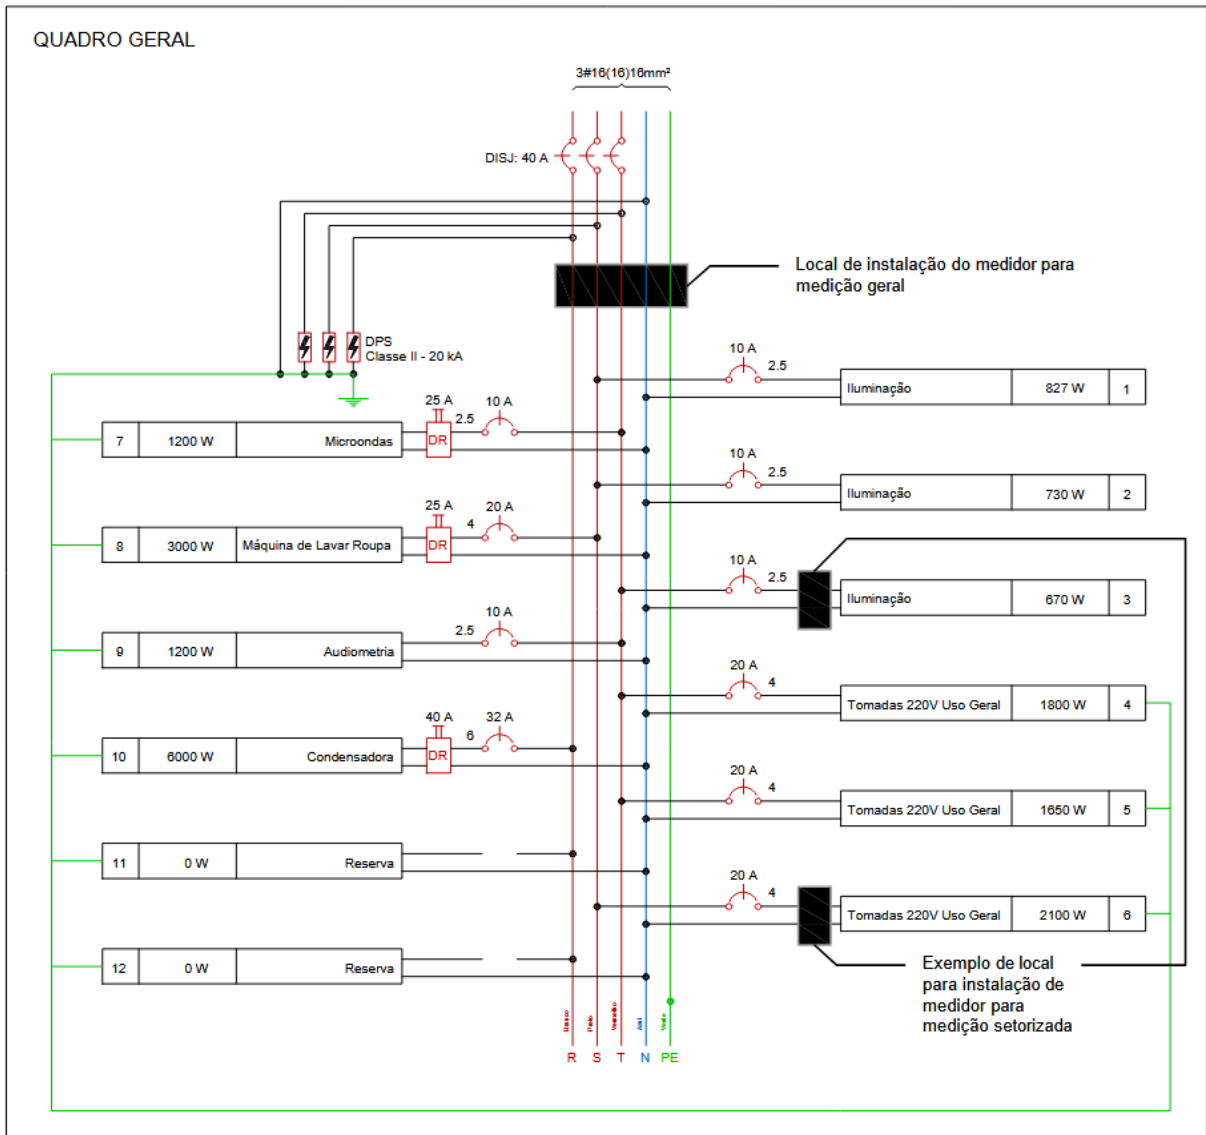 QUADRO GERAL
3#16(16)16mm²
DISJ: 40 A
Local de instalação do medidor para
medição geral
DPS
Classe II - 20 kA
10 A
2.5
Iluminação 827 W 1
25 A
10 A
2.5
7 1200 W Microondas DR
10 A
2.5
Iluminação 730 W 2
25 A
20 A
4
8 3000 W Máquina de Lavar Roupa DR
10 A
2.5
Iluminação 670 W 3
10 A
2.5
9 1200 W Audiometria
20 A
4
Tomadas 220V Uso Geral 1800 W 4
40 A
32 A
6
10 6000 W Condensadora DR
20 A
4
Tomadas 220V Uso Geral 1650 W 5
11 0 W Reserva
20 A
4
Tomadas 220V Uso Geral 2100 W 6
12 0 W Reserva
Exemplo de local
para instalação de
medidor para
medição setorizada
Branco
Preto
Vermelho
Azul
Verde
R S T N PE